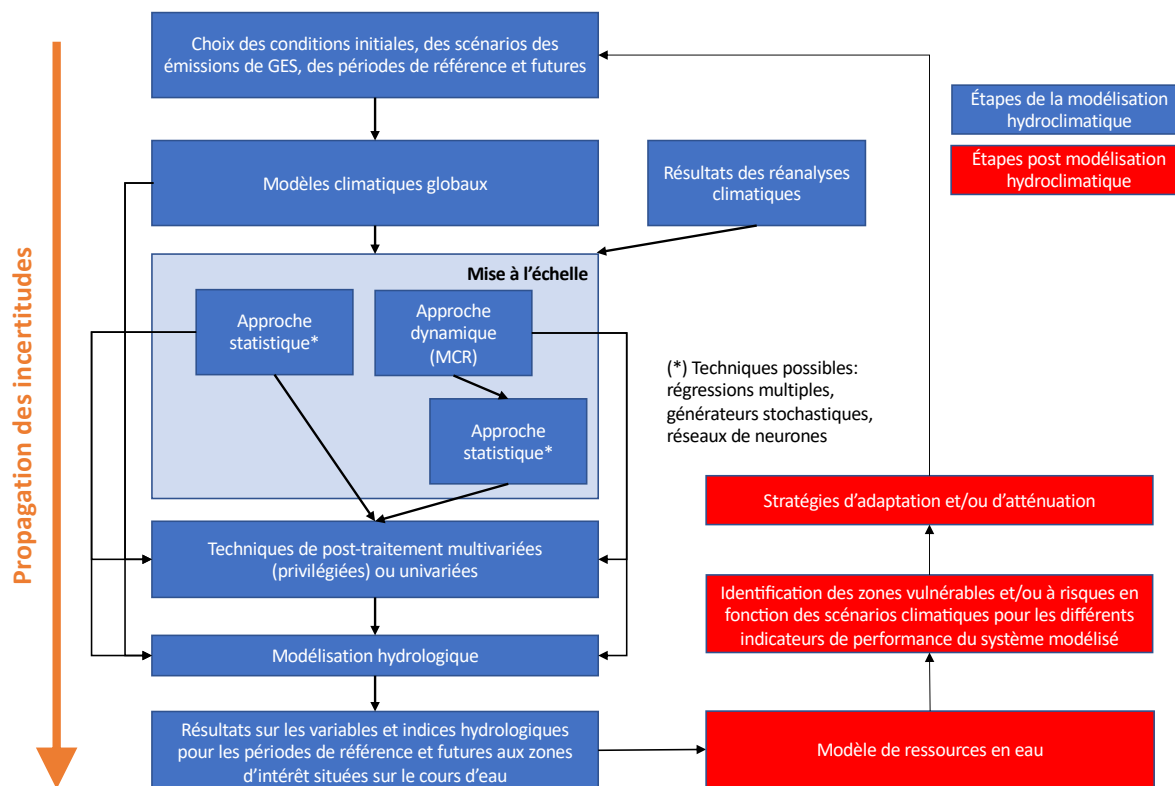 Choix des conditions initiales, des scénarios des
émissions de GES, des périodes de référence et futures
Étapes de la modélisation
hydroclimatique
Étapes post modélisation
hydroclimatique
Modèles climatiques globaux
Résultats des réanalyses
climatiques
Propagation des incertitudes
Mise à l’échelle
Approche
statistique*
Approche
dynamique
(MCR)
Approche
statistique*
(*) Techniques possibles:
régressions multiples,
générateurs stochastiques,
réseaux de neurones
Techniques de post-traitement multivariées
(privilégiées) ou univariées
Modélisation hydrologique
Résultats sur les variables et indices hydrologiques
pour les périodes de référence et futures aux zones
d’intérêt situées sur le cours d’eau
Stratégies d’adaptation et/ou d’atténuation
Identification des zones vulnérables et/ou à risques en
fonction des scénarios climatiques pour les différents
indicateurs de performance du système modélisé
Modèle de ressources en eau